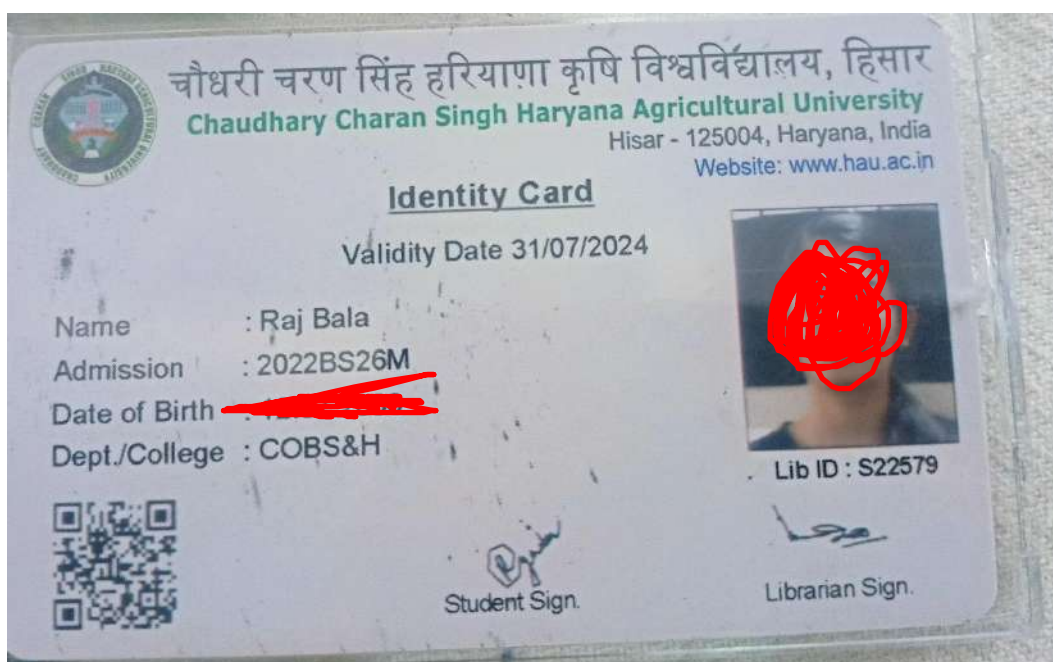 चौधरी चरण सिंह हरियाणा कृषि विश्वविद्यालय, हिसार
Chaudhary Charan Singh Haryana Agricultural University
Hisar - 125004, Haryana, India
Website: www.hau.ac.in
Identity Card
Validity Date 31/07/2024
Name : Raj Bala
Admission : 2022BS26M
Date of Birth :
Dept./College : COBS&H
Lib ID : S22579
Student Sign.
Librarian Sign.